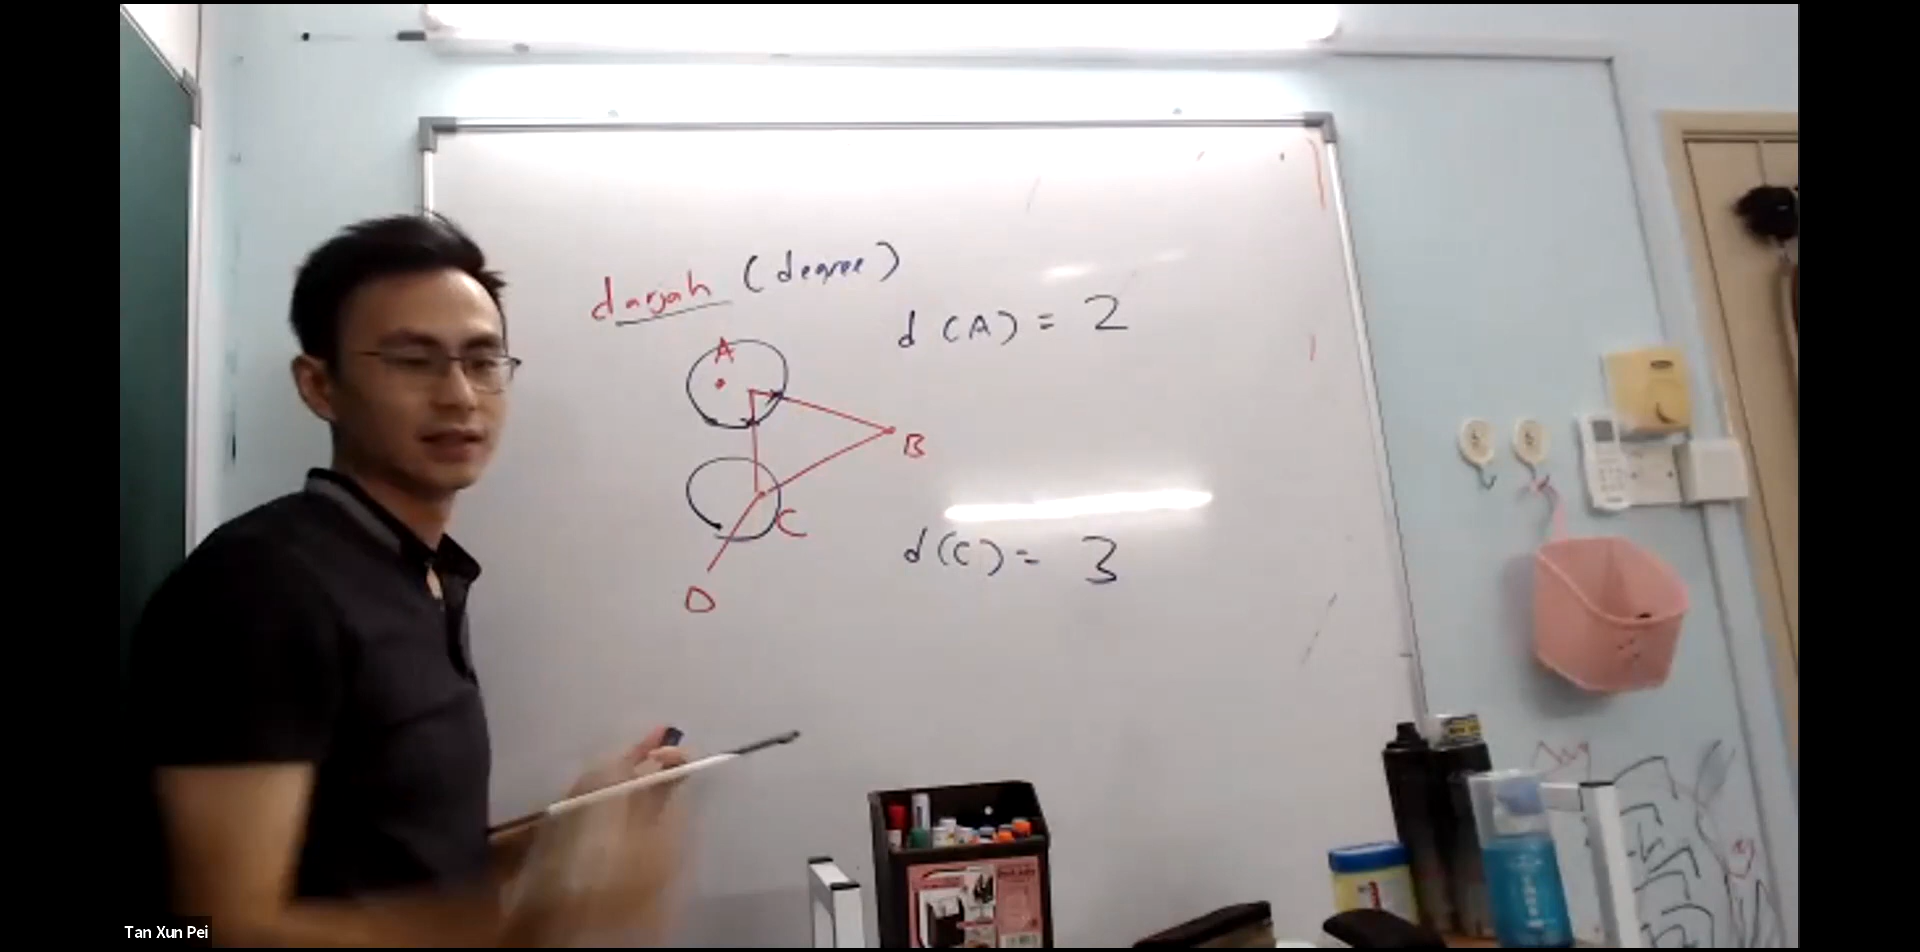 darjah (degree)
d(A) = 2
A
B
C
d(C) = 3
D
Tan Xun Pei